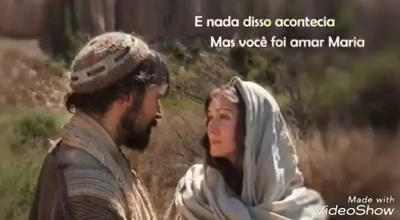 E nada disso acontecia
Mas você foi amar Maria
Made with
VideoShow